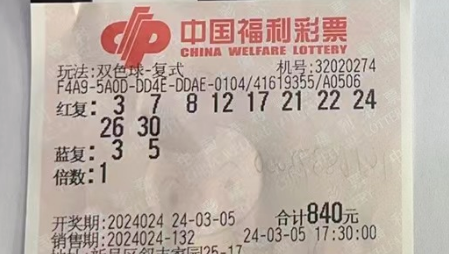 中国福利彩票
CHINA WELFARE LOTTERY
玩法:双色球-复式 机号:32020274
F4A9-5A0D-DD4E-DDAE-0104/41619355/A0506
红复: 3 7 8 12 17 21 22 24
26 30
蓝复: 3 5
倍数:1
开奖期:2024024 24-03-05 合计840元
销售期:2024024-132 24-03-05 17:30:00